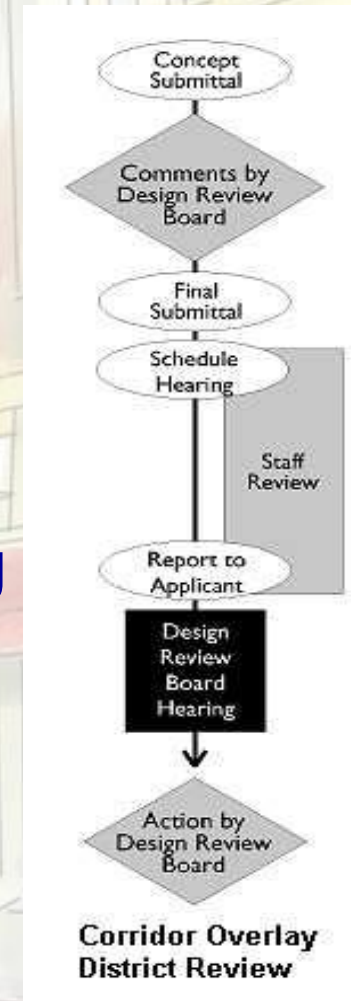 Concept
Submittal
Comments by
Design Review
Board
Final
Submittal
Schedule
Hearing
Staff
Review
Report to
Applicant
Design
Review
Board
Hearing
Action by
Design Review
Board
Corridor Overlay
District Review